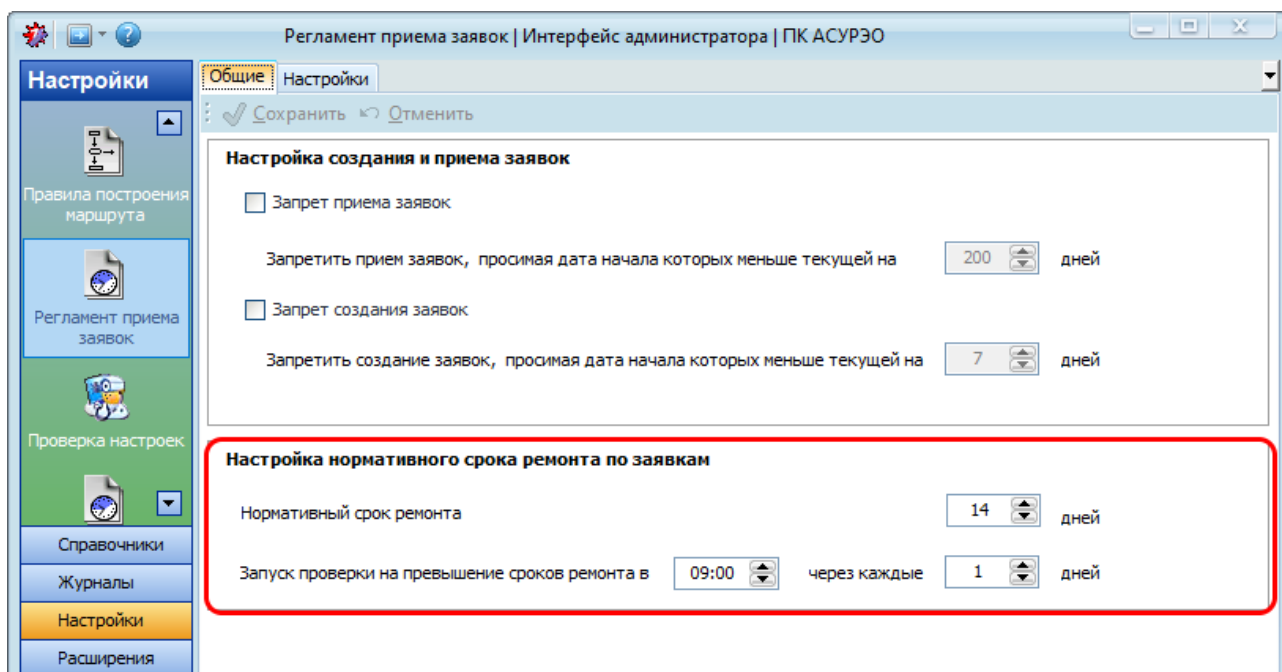 Регламент приема заявок | Интерфейс администратора | ПК АСУРЭО
Настройки
Общие Настройки
Сохранить Отменить
Правила построения
маршрута
Регламент приема
заявок
Проверка настроек
Справочники
Журналы
Настройки
Расширения
Настройка создания и приема заявок
Запрет приема заявок
Запретить прием заявок, просимая дата начала которых меньше текущей на 200 дней
Запрет создания заявок
Запретить создание заявок, просимая дата начала которых меньше текущей на 7 дней
Настройка нормативного срока ремонта по заявкам
Нормативный срок ремонта 14 дней
Запуск проверки на превышение сроков ремонта в 09:00 через каждые 1 дней